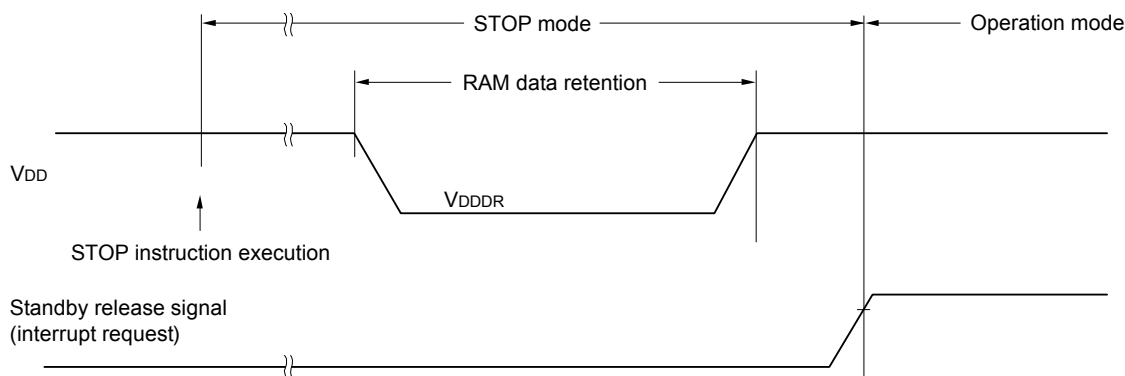 STOP mode
Operation mode
RAM data retention
VDD
VDDDR
STOP instruction execution
Standby release signal
(interrupt request)